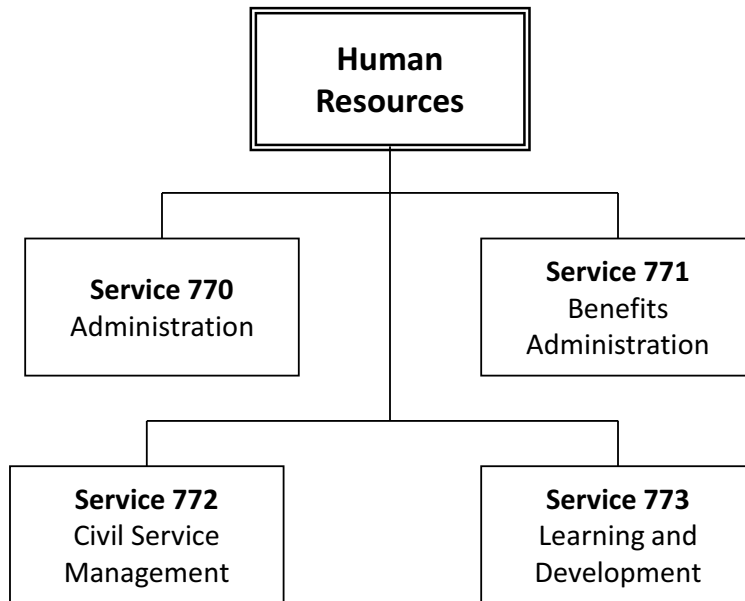 Human
Resources
Service 770
Administration
Service 771
Benefits
Administration
Service 772
Civil Service
Management
Service 773
Learning and
Development